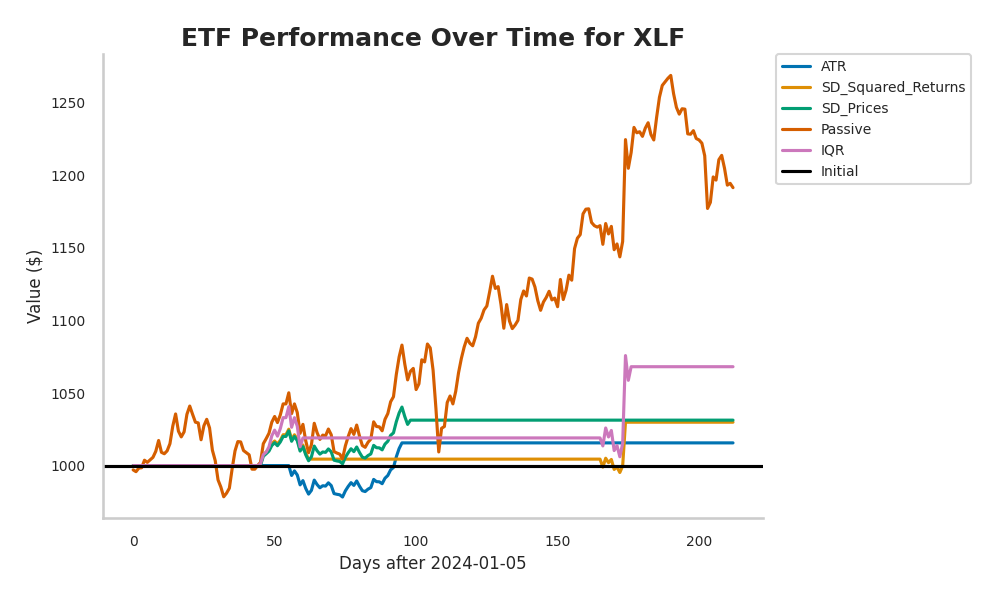 ETF Performance Over Time for XLF
ATR
SD_Squared_Returns
SD_Prices
Passive
IQR
Initial
Value ($)
1250
1200
1150
1100
1050
1000
0 50 100 150 200
Days after 2024-01-05